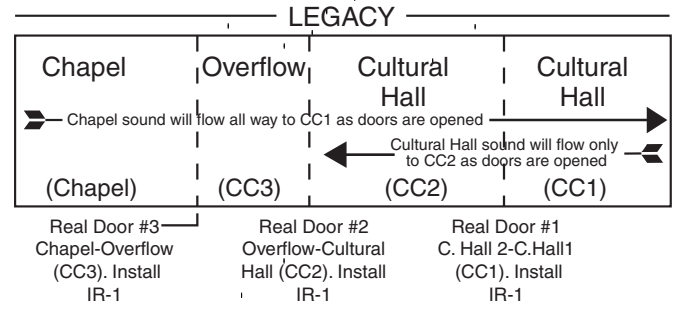 LEGACY
Chapel
Overflow
Cultural
Hall
Cultural
Hall
Chapel sound will flow all way to CC1 as doors are opened
Cultural Hall sound will flow only
to CC2 as doors are opened
(Chapel)
(CC3)
(CC2)
(CC1)
Real Door #3
Chapel-Overflow
(CC3). Install
IR-1
Real Door #2
Overflow-Cultural
Hall (CC2). Install
IR-1
Real Door #1
C. Hall 2-C.Hall1
(CC1). Install
IR-1